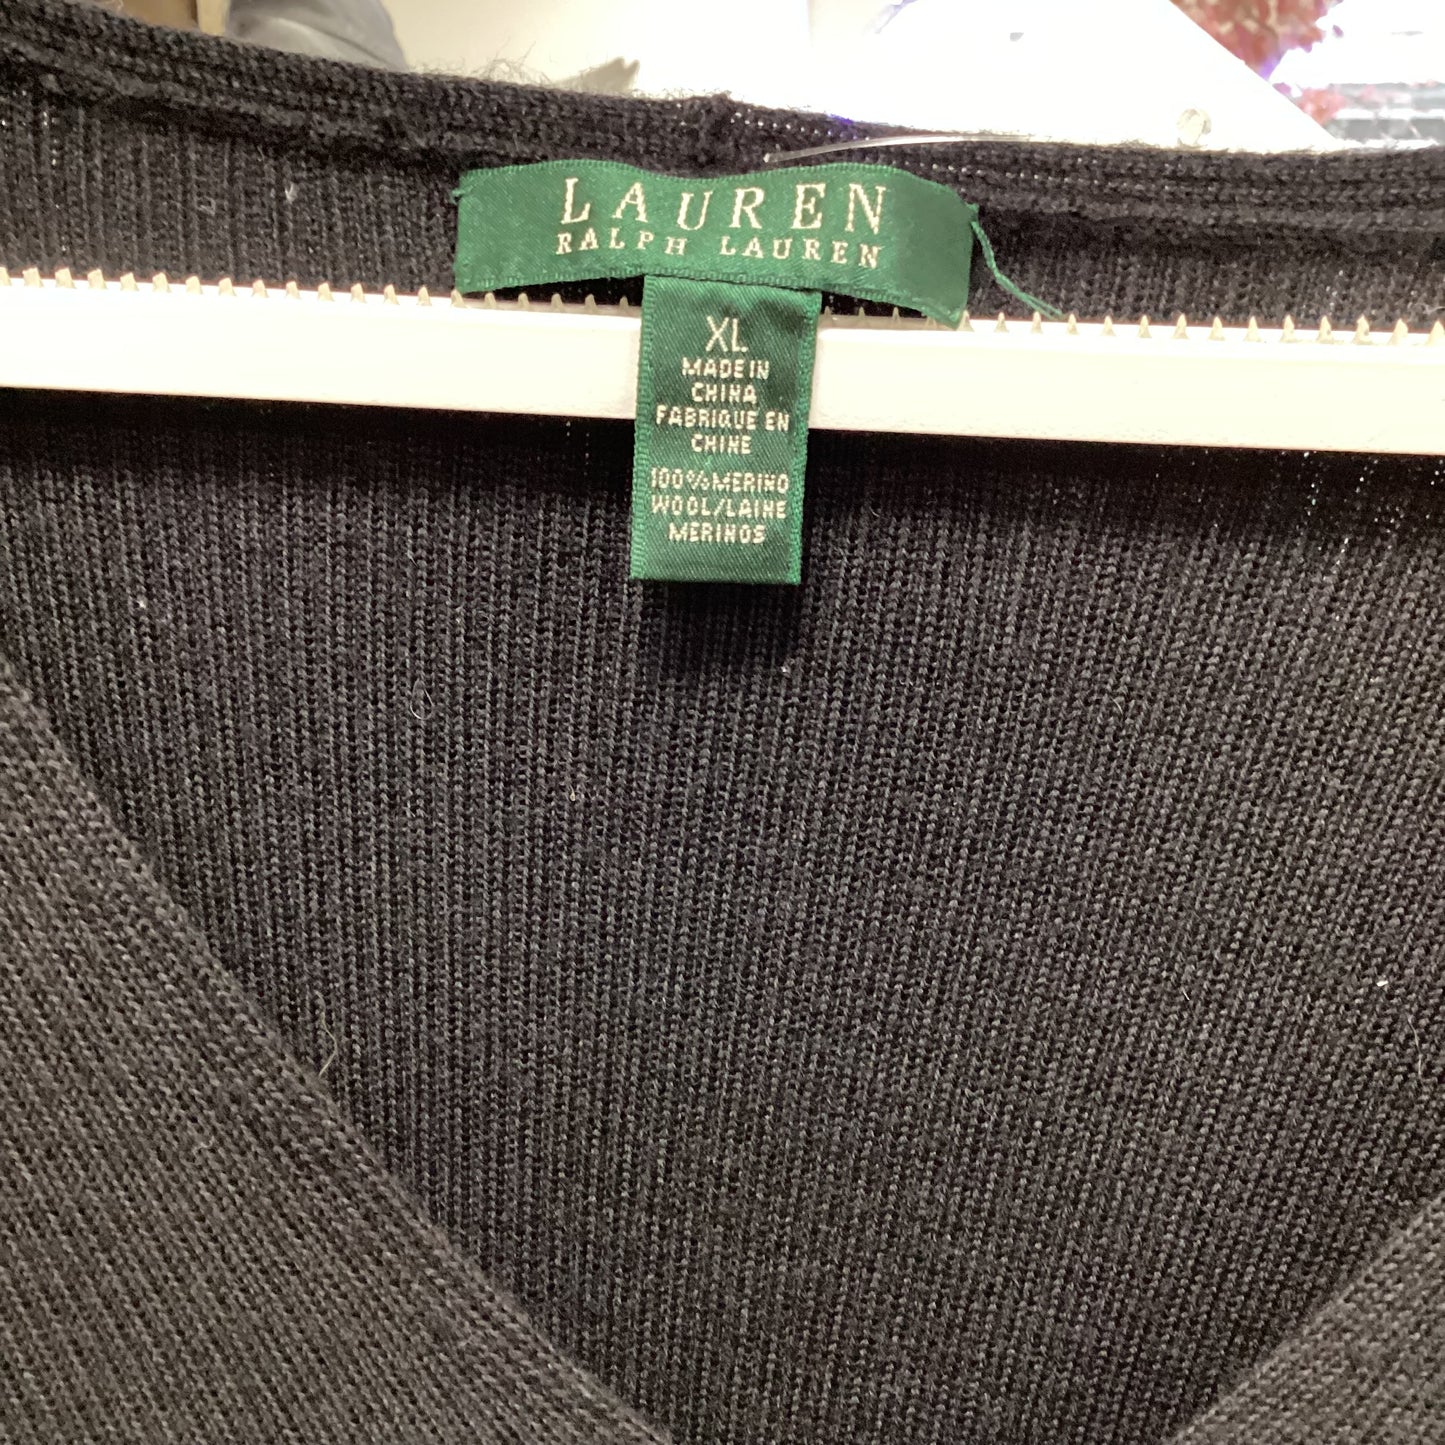 LAUREN
RALPH LAUREN
XL
MADE IN
CHINA
FABRIQUE EN
CHINE
100% MERINO
WOOL/LAINE
MERINOS